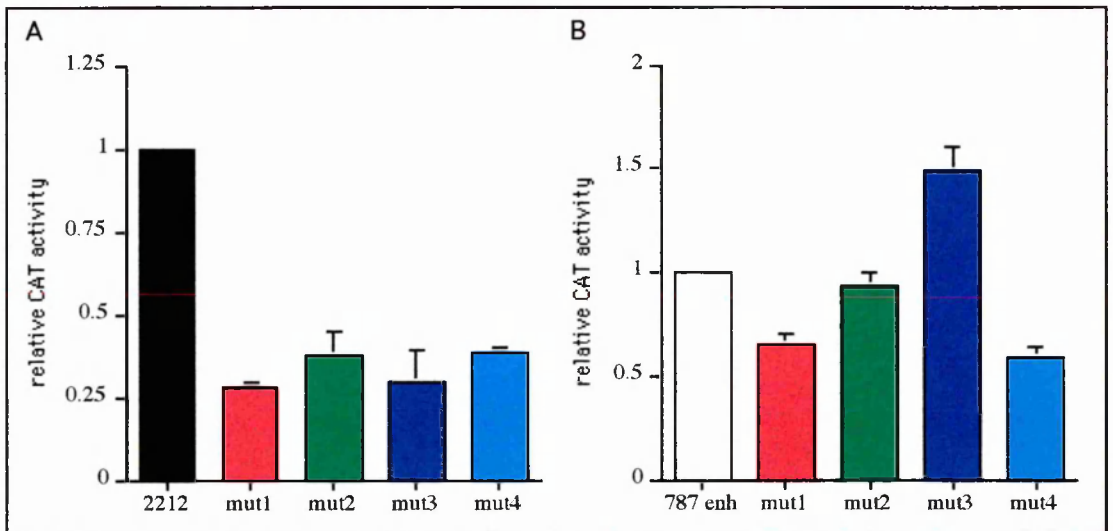 A
relative CAT activity
1.25
1
0.75
0.5
0.25
0
2212 mut1 mut2 mut3 mut4
B
relative CAT activity
2
1.5
1
0.5
0
787 enh mut1 mut2 mut3 mut4